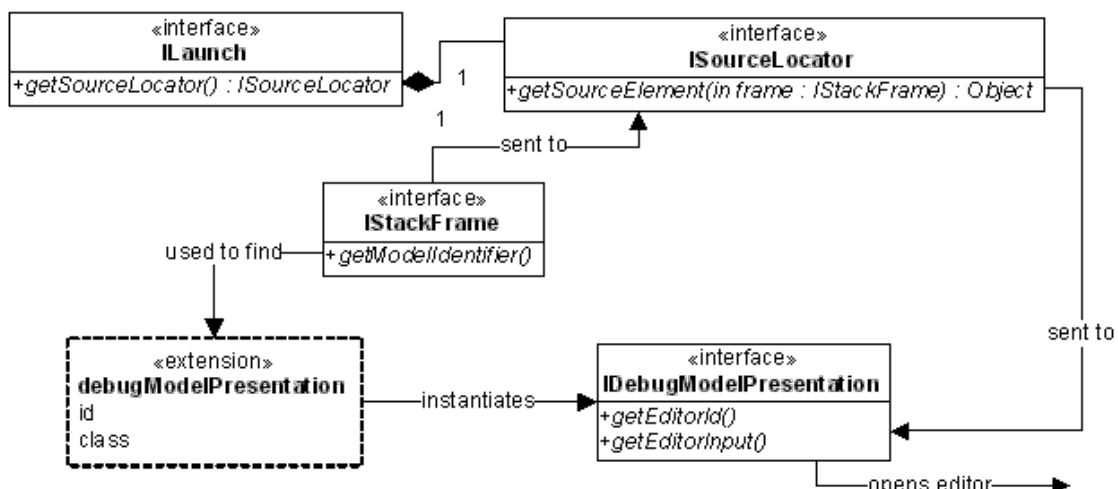 «interface»
ILaunch
+getSourceLocator() : ISourceLocator
1
1
«interface»
ISourceLocator
+getSourceElement(in frame : IStackFrame) : Object
sent to
«interface»
IStackFrame
+getModelIdentifier()
used to find
sent to
«extension»
debugModelPresentation
id
class
instantiates
«interface»
IDebugModelPresentation
+getEditorId()
+getEditorInput()
opens editor